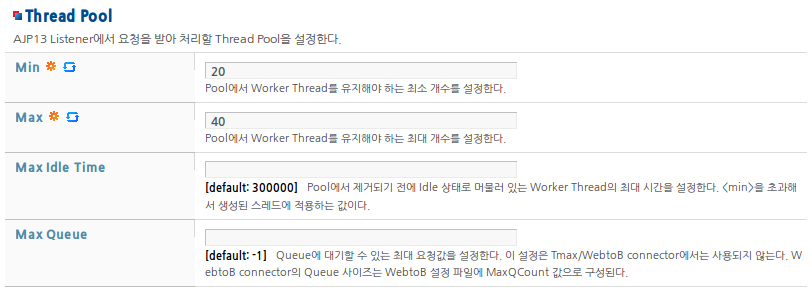 Thread Pool
AJP13 Listener에서 요청을 받아 처리할 Thread Pool을 설정한다.
Min
20
Pool에서 Worker Thread를 유지해야 하는 최소 개수를 설정한다.
Max
40
Pool에서 Worker Thread를 유지해야 하는 최대 개수를 설정한다.
Max Idle Time
[default: 300000] Pool에서 제거되기 전에 Idle 상태로 머물러 있는 Worker Thread의 최대 시간을 설정한다. <min>을 초과해
서 생성된 스레드에 적용하는 값이다.
Max Queue
[default: -1] Queue에 대기할 수 있는 최대 요청값을 설정한다. 이 설정은 Tmax/WebtoB connector에서는 사용되지 않는다. W
ebtoB connector의 Queue 사이즈는 WebtoB 설정 파일에 MaxQCount 값으로 구성된다.